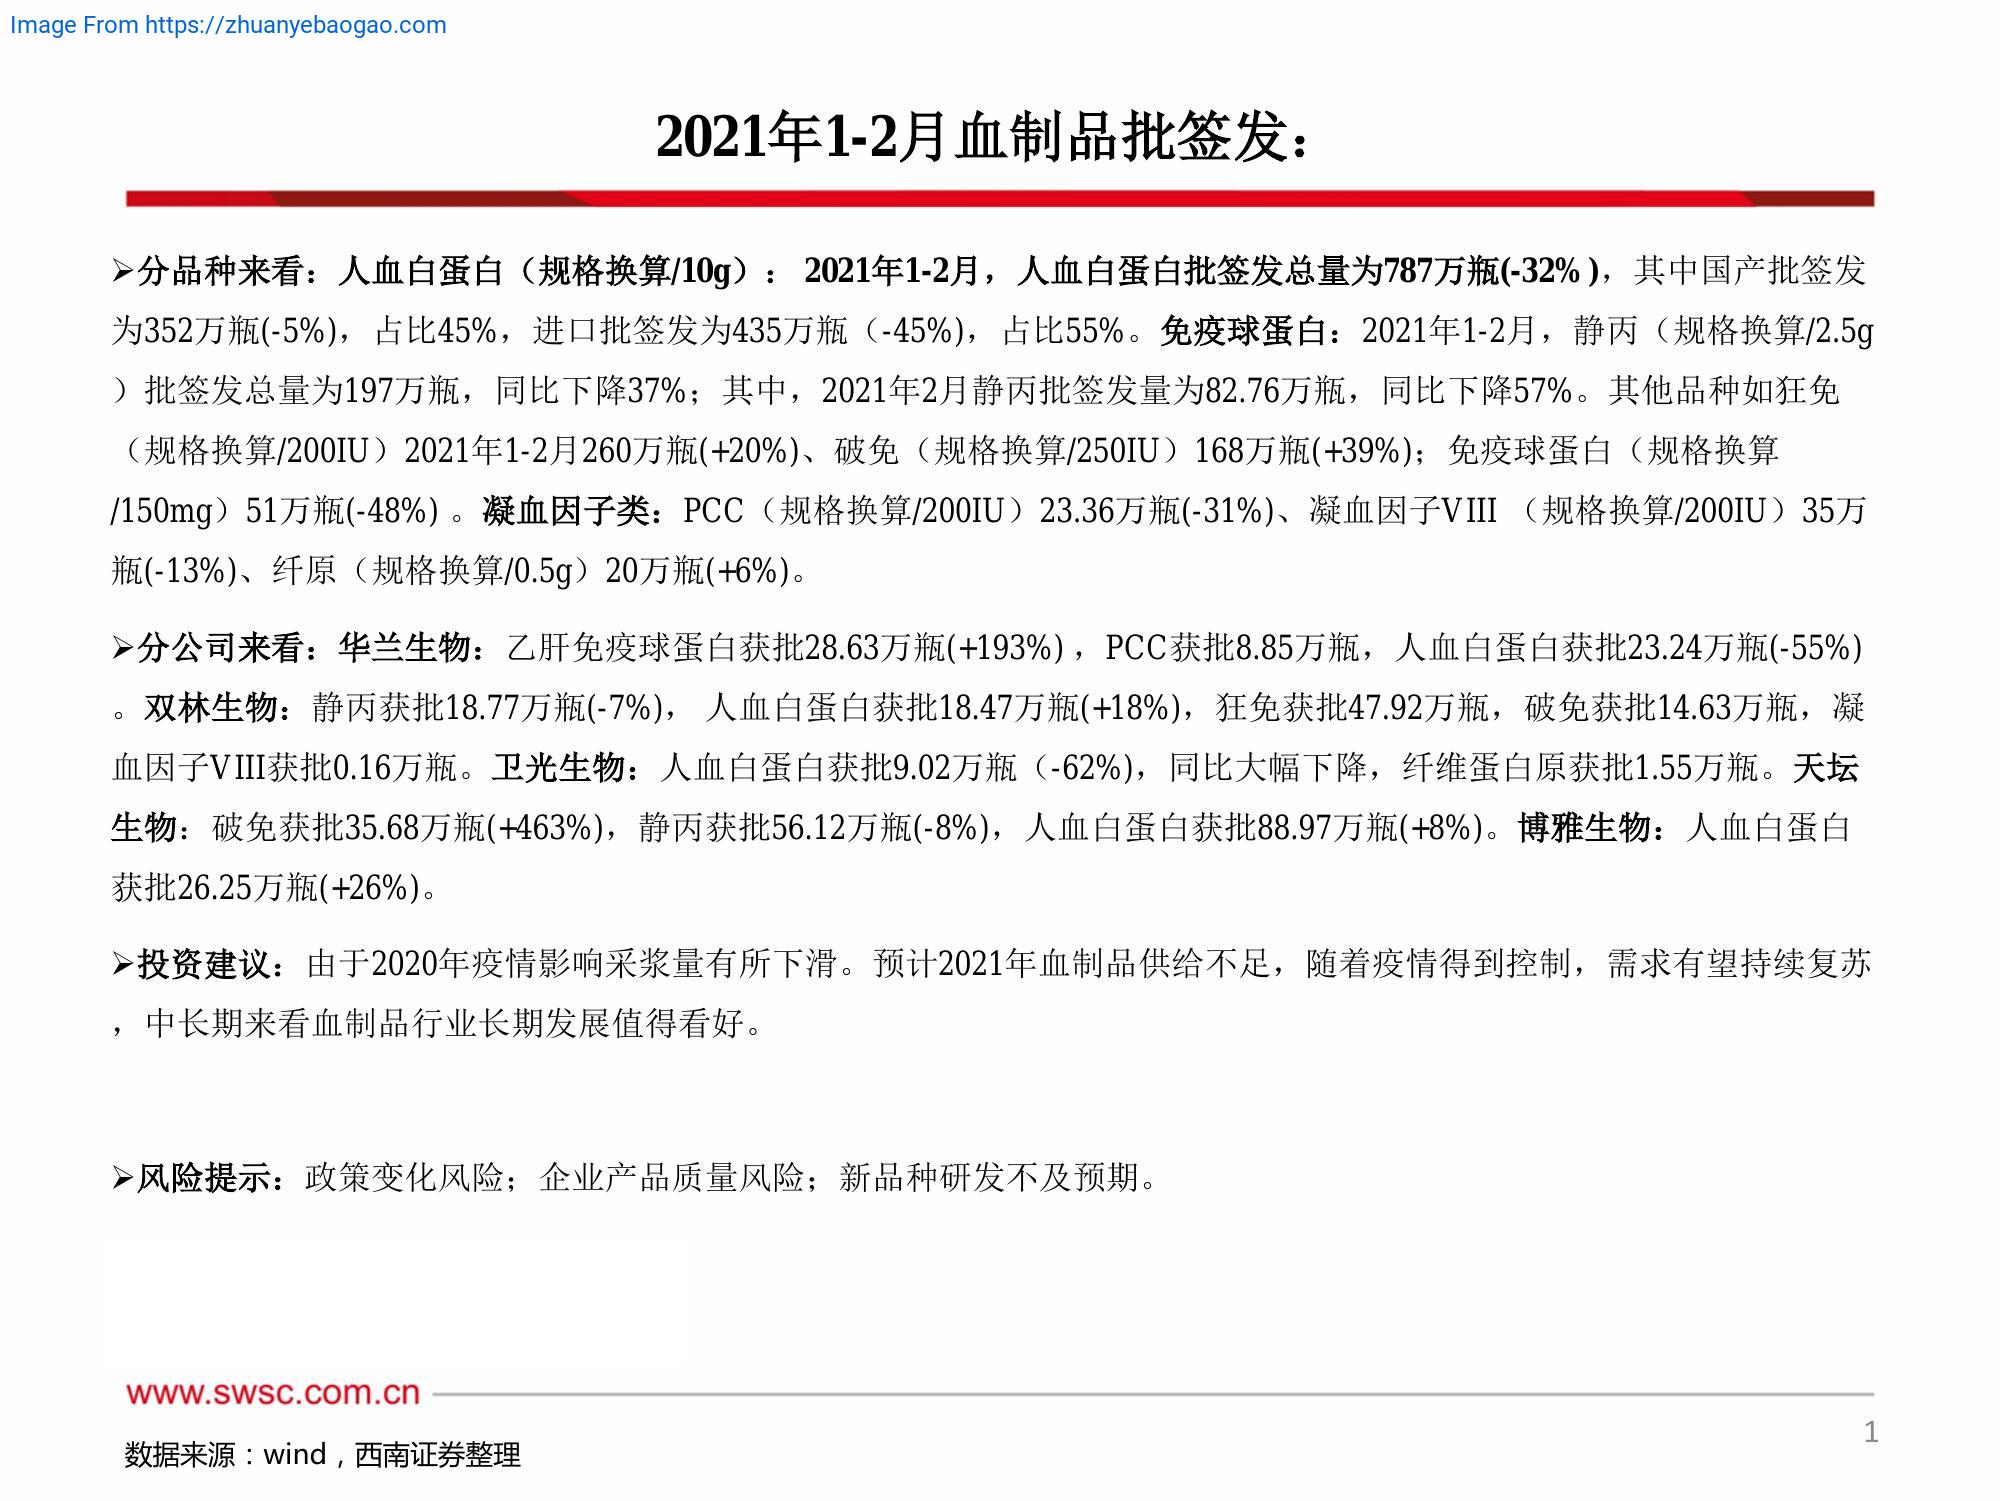 Image From https://zhuanyebaogao.com
2021年1-2月血制品批签发：
➢分品种来看：人血白蛋白（规格换算/10g）： 2021年1-2月，人血白蛋白批签发总量为787万瓶(-32% )，其中国产批签发
为352万瓶(-5%)，占比45%，进口批签发为435万瓶（-45%)，占比55%。免疫球蛋白：2021年1-2月，静丙（规格换算/2.5g
）批签发总量为197万瓶，同比下降37%；其中，2021年2月静丙批签发量为82.76万瓶，同比下降57%。其他品种如狂免
（规格换算/200IU）2021年1-2月260万瓶(+20%)、破免（规格换算/250IU）168万瓶(+39%)；免疫球蛋白（规格换算
/150mg）51万瓶(-48%) 。凝血因子类：PCC（规格换算/200IU）23.36万瓶(-31%)、凝血因子VIII （规格换算/200IU）35万
瓶(-13%)、纤原（规格换算/0.5g）20万瓶(+6%)。
➢分公司来看：华兰生物：乙肝免疫球蛋白获批28.63万瓶(+193%) ，PCC获批8.85万瓶，人血白蛋白获批23.24万瓶(-55%)
。双林生物：静丙获批18.77万瓶(-7%)， 人血白蛋白获批18.47万瓶(+18%)，狂免获批47.92万瓶，破免获批14.63万瓶，凝
血因子VIII获批0.16万瓶。卫光生物：人血白蛋白获批9.02万瓶（-62%)，同比大幅下降，纤维蛋白原获批1.55万瓶。天坛
生物：破免获批35.68万瓶(+463%)，静丙获批56.12万瓶(-8%)，人血白蛋白获批88.97万瓶(+8%)。博雅生物：人血白蛋白
获批26.25万瓶(+26%)。
➢投资建议：由于2020年疫情影响采浆量有所下滑。预计2021年血制品供给不足，随着疫情得到控制，需求有望持续复苏
，中长期来看血制品行业长期发展值得看好。
➢风险提示：政策变化风险；企业产品质量风险；新品种研发不及预期。
www.swsc.com.cn
1
数据来源：wind，西南证券整理